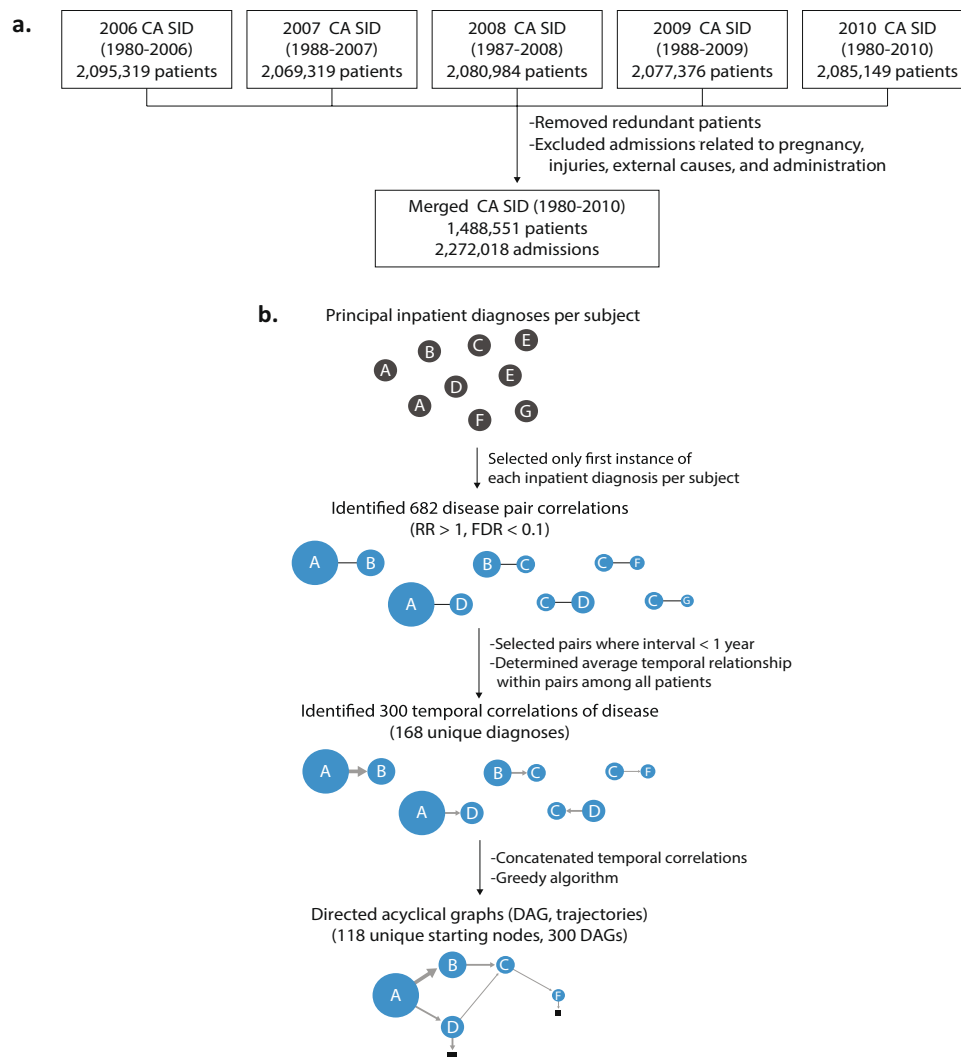 a.
2006 CA SID
(1980-2006)
2,095,319 patients
2007 CA SID
(1988-2007)
2,069,319 patients
2008 CA SID
(1987-2008)
2,080,984 patients
2009 CA SID
(1988-2009)
2,077,376 patients
2010 CA SID
(1980-2010)
2,085,149 patients
-Removed redundant patients
-Excluded admissions related to pregnancy,
injuries, external causes, and administration
Merged CA SID (1980-2010)
1,488,551 patients
2,272,018 admissions
b.
Principal inpatient diagnoses per subject
A B C E
D E
A F G
Selected only first instance of
each inpatient diagnosis per subject
Identified 682 disease pair correlations
(RR > 1, FDR < 0.1)
A B B C C F
A D C D C G
-Selected pairs where interval < 1 year
-Determined average temporal relationship
within pairs among all patients
Identified 300 temporal correlations of disease
(168 unique diagnoses)
A B B C C F
A D C D
-Concatenated temporal correlations
-Greedy algorithm
Directed acyclical graphs (DAG, trajectories)
(118 unique starting nodes, 300 DAGs)
B C
A F
D